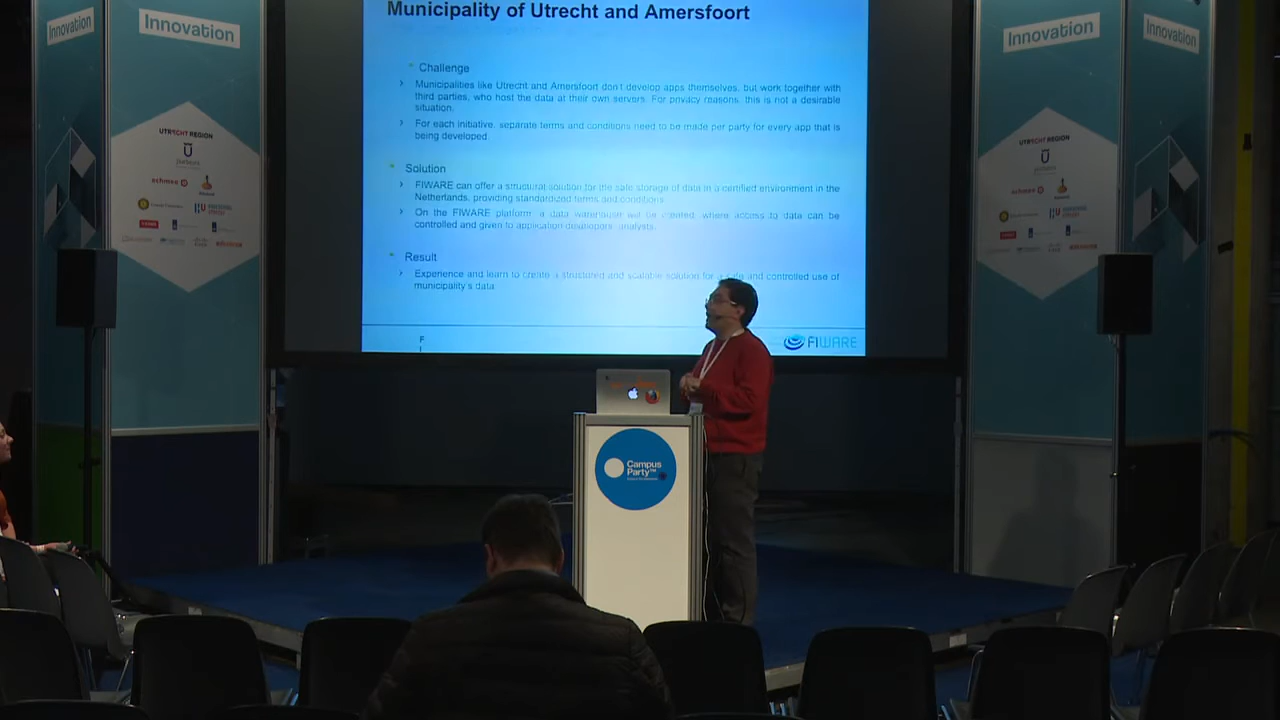 Municipality of Utrecht and Amersfoort
Innovation
Innovation
Innovation
Innovation
Challenge
Municipalities like Utrecht and Amersfoort don't develop apps themselves, but work together with
third parties, who host the data at their own servers. For privacy reasons, this is not a desirable
situation.
For each initiative, separate terms and conditions need to be made per party for every app that is
being developed.
Solution
FIWARE can offer a structural solution for the safe storage of data in a certified environment in the
Netherlands, providing standardized terms and conditions.
On the FIWARE platform a data warehouse will be created, where access to data can be
controlled and given to application developers, analysts.
Result
Experience and learn to create a structured and scalable solution for a safe and controlled use of
municipality's data
F
I
FIWARE
UTRECHT REGION
UTRECHT REGION
Campus
Party™